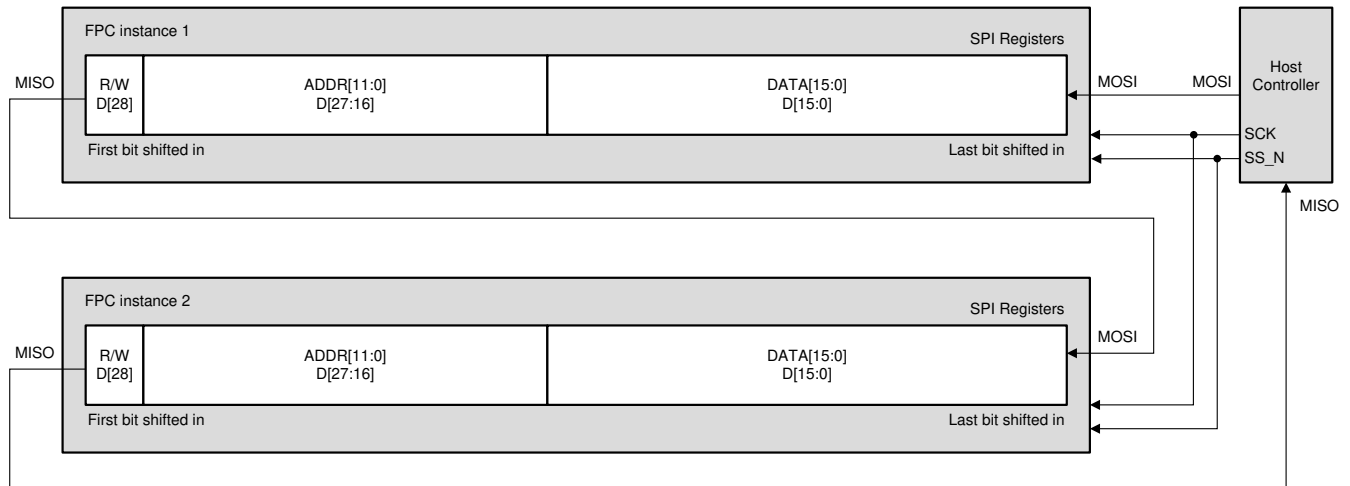 FPC instance 1
SPI Registers
MISO
R/W
D[28]
ADDR[11:0]
D[27:16]
DATA[15:0]
D[15:0]
MOSI
MOSI
Host
Controller
SCK
SS_N
First bit shifted in
Last bit shifted in
MISO
FPC instance 2
SPI Registers
MISO
R/W
D[28]
ADDR[11:0]
D[27:16]
DATA[15:0]
D[15:0]
MOSI
First bit shifted in
Last bit shifted in